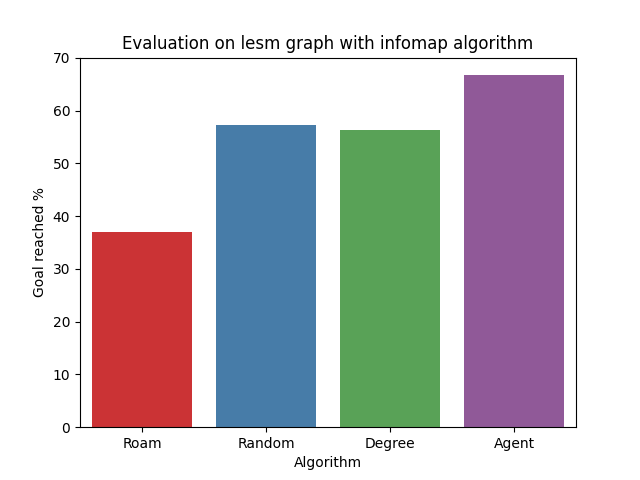 Evaluation on lesm graph with infomap algorithm
70
60
50
40
30
20
10
0
Goal reached %
Roam Random Degree Agent
Algorithm